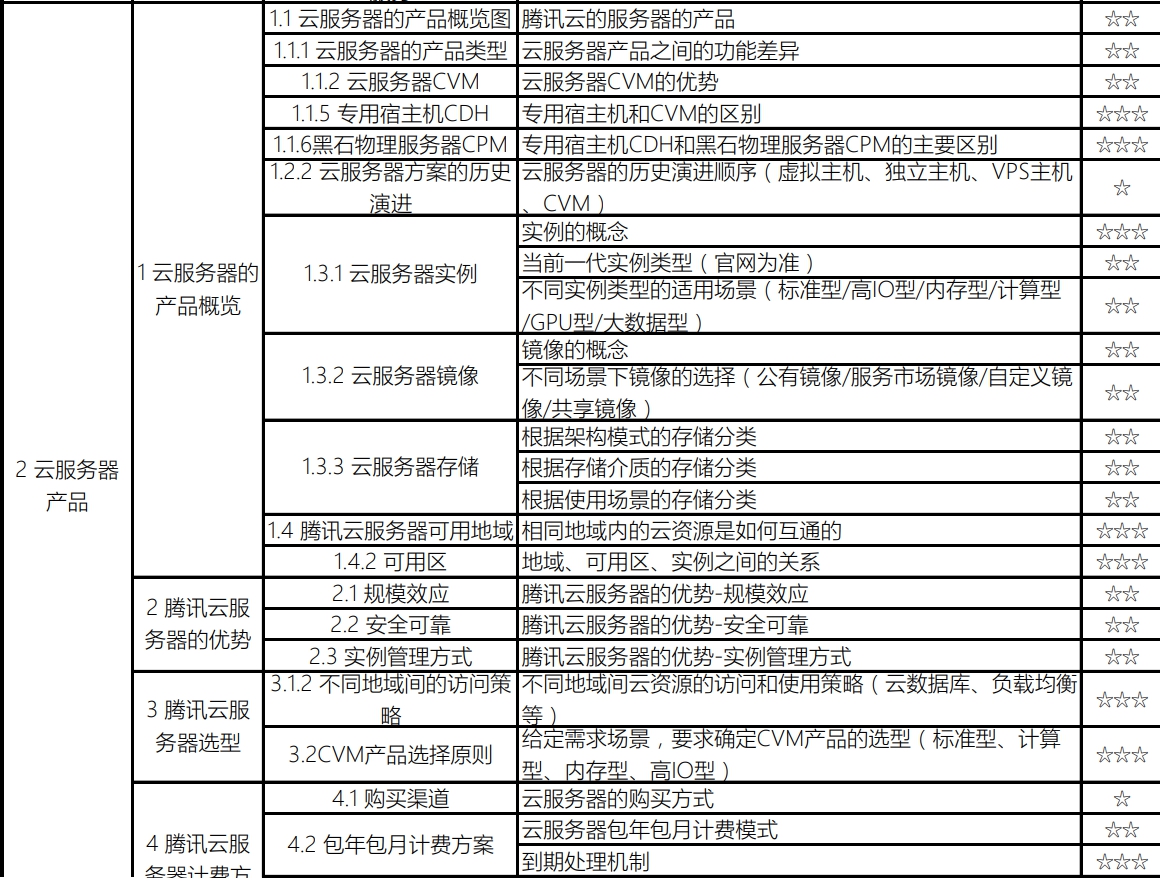 2 云服务器
产品
1 云服务器的
产品概览
1.1 云服务器的产品概览图
腾讯云的服务器的产品
☆☆
1.1.1 云服务器的产品类型
云服务器产品之间的功能差异
☆☆
1.1.2 云服务器CVM
云服务器CVM的优势
☆☆
1.1.5 专用宿主机CDH
专用宿主机和CVM的区别
☆☆☆
1.1.6黑石物理服务器CPM
专用宿主机CDH和黑石物理服务器CPM的主要区别
☆☆☆
1.2.2 云服务器方案的历史
演进
云服务器的历史演进顺序（虚拟主机、独立主机、VPS主机
、CVM）
☆
1.3.1 云服务器实例
实例的概念
☆☆☆
当前一代实例类型（官网为准）
☆☆
不同实例类型的适用场景（标准型/高IO型/内存型/计算型
/GPU型/大数据型）
☆☆
1.3.2 云服务器镜像
镜像的概念
☆☆
不同场景下镜像的选择（公有镜像/服务市场镜像/自定义镜
像/共享镜像）
☆☆
1.3.3 云服务器存储
根据架构模式的存储分类
☆☆
根据存储介质的存储分类
☆☆
根据使用场景的存储分类
☆☆
1.4 腾讯云服务器可用地域
相同地域内的云资源是如何互通的
☆☆☆
1.4.2 可用区
地域、可用区、实例之间的关系
☆☆☆
2 腾讯云服
务器的优势
2.1 规模效应
腾讯云服务器的优势-规模效应
☆☆
2.2 安全可靠
腾讯云服务器的优势-安全可靠
☆☆
2.3 实例管理方式
腾讯云服务器的优势-实例管理方式
☆☆
3 腾讯云服
务器选型
3.1.2 不同地域间的访问策
略
不同地域间云资源的访问和使用策略（云数据库、负载均衡
等）
☆☆☆
3.2CVM产品选择原则
给定需求场景，要求确定CVM产品的选型（标准型、计算
型、内存型、高IO型）
☆☆☆
4 腾讯云服
务器计费方
4.1 购买渠道
云服务器的购买方式
☆
4.2 包年包月计费方案
云服务器包年包月计费模式
☆☆
到期处理机制
☆☆☆